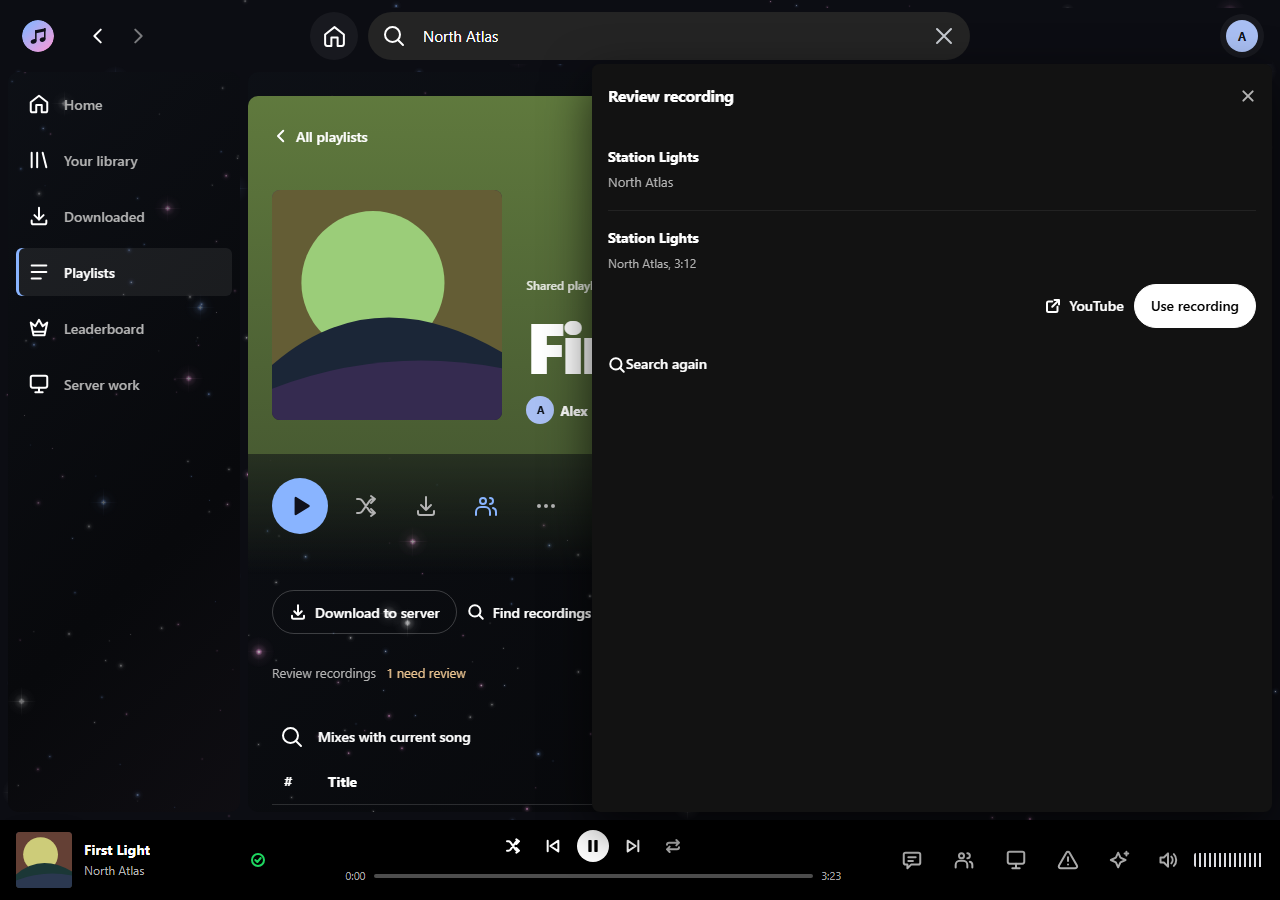 North Atlas
A
Home
Your library
Downloaded
Playlists
Leaderboard
Server work
All playlists
Shared playl
Fi
A Alex
Download to server
Find recordings
Review recordings 1 need review
Mixes with current song
# Title
Review recording
Station Lights
North Atlas
Station Lights
North Atlas, 3:12
YouTube
Use recording
Search again
First Light
North Atlas
0:00
3:23